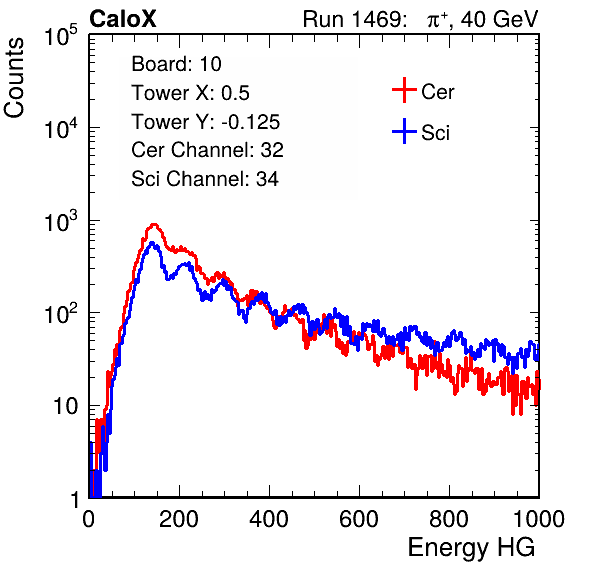 CaloX Run 1469: π⁺, 40 GeV
Counts
10⁵
10⁴
10³
10²
10
1
Board: 10
Tower X: 0.5
Tower Y: -0.125
Cer Channel: 32
Sci Channel: 34
Cer
Sci
0 200 400 600 800 1000
Energy HG